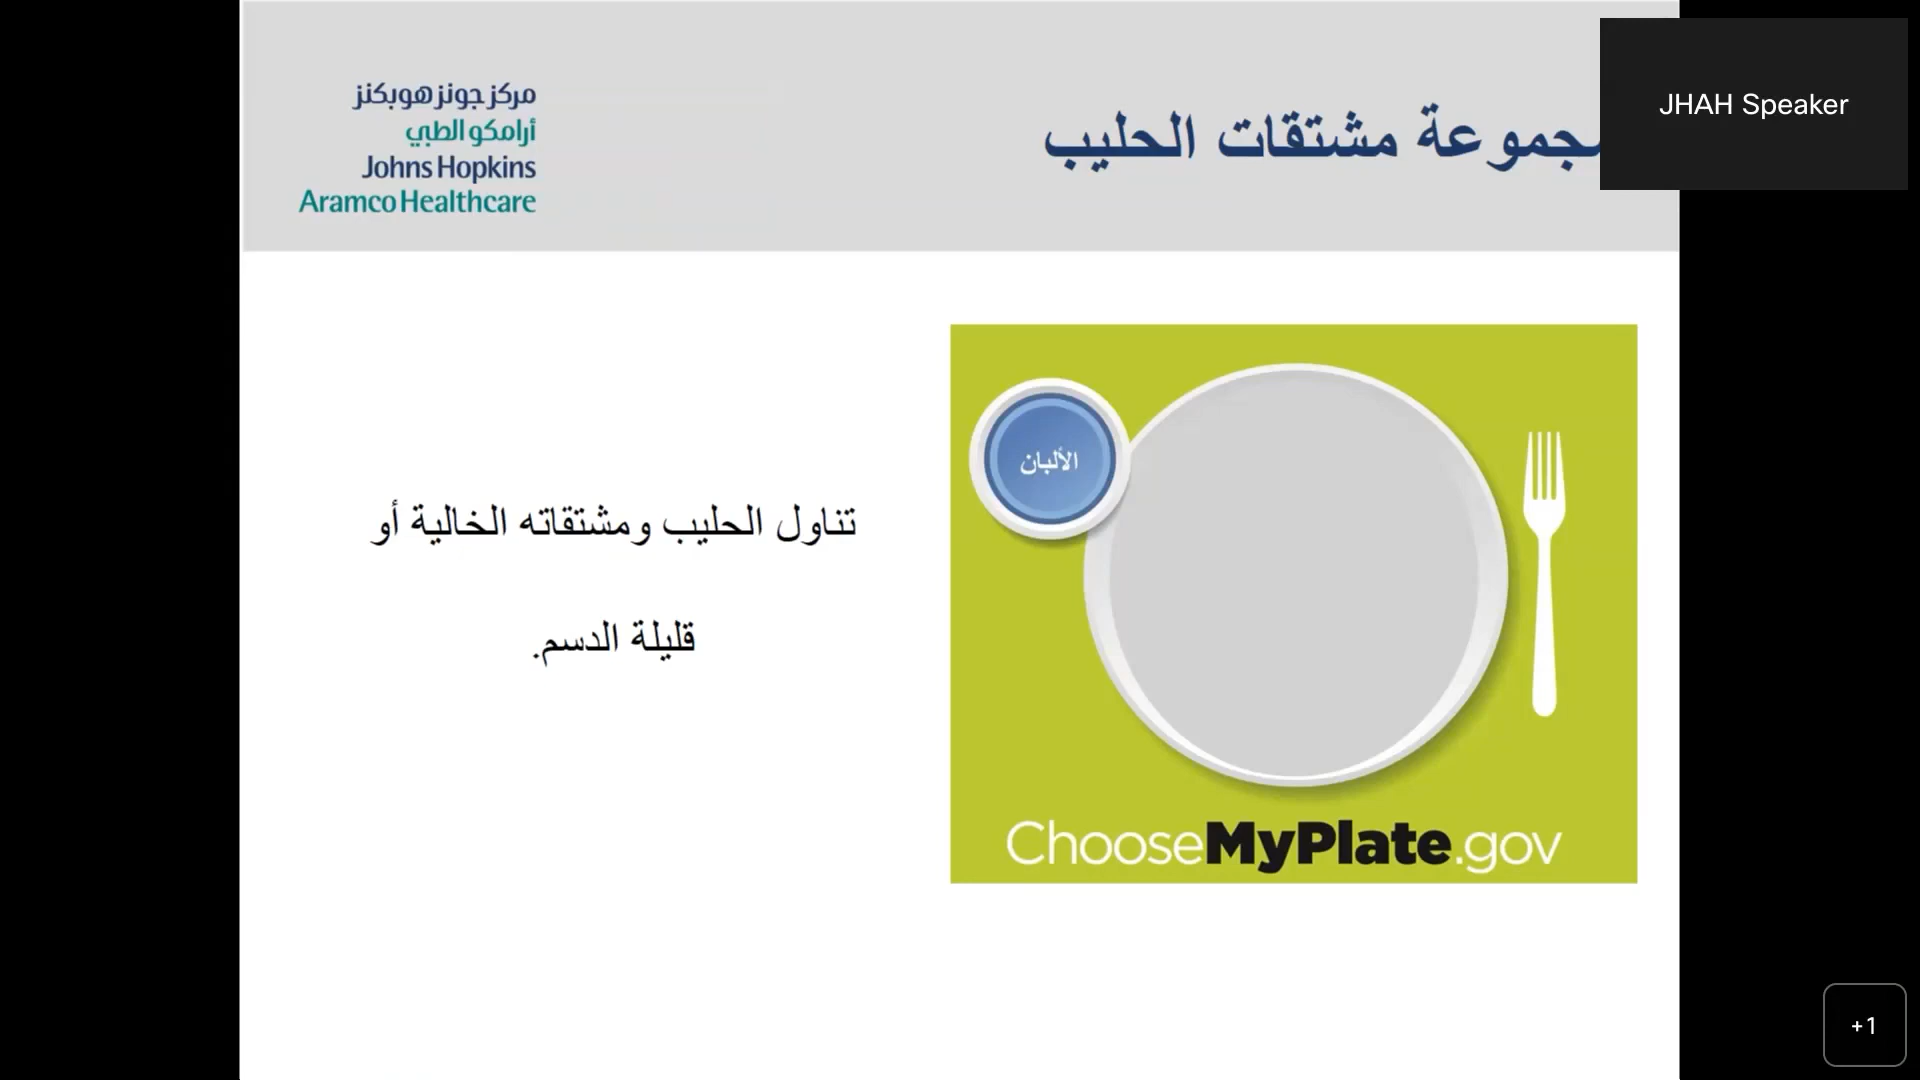 مركز جونز هوبكنز
أرامكو الطبي
Johns Hopkins
Aramco Healthcare
مجموعة مشتقات الحليب
JHAH Speaker
الألبان
تناول الحليب ومشتقاته الخالية أو
قليلة الدسم.
ChooseMyPlate.gov
+1